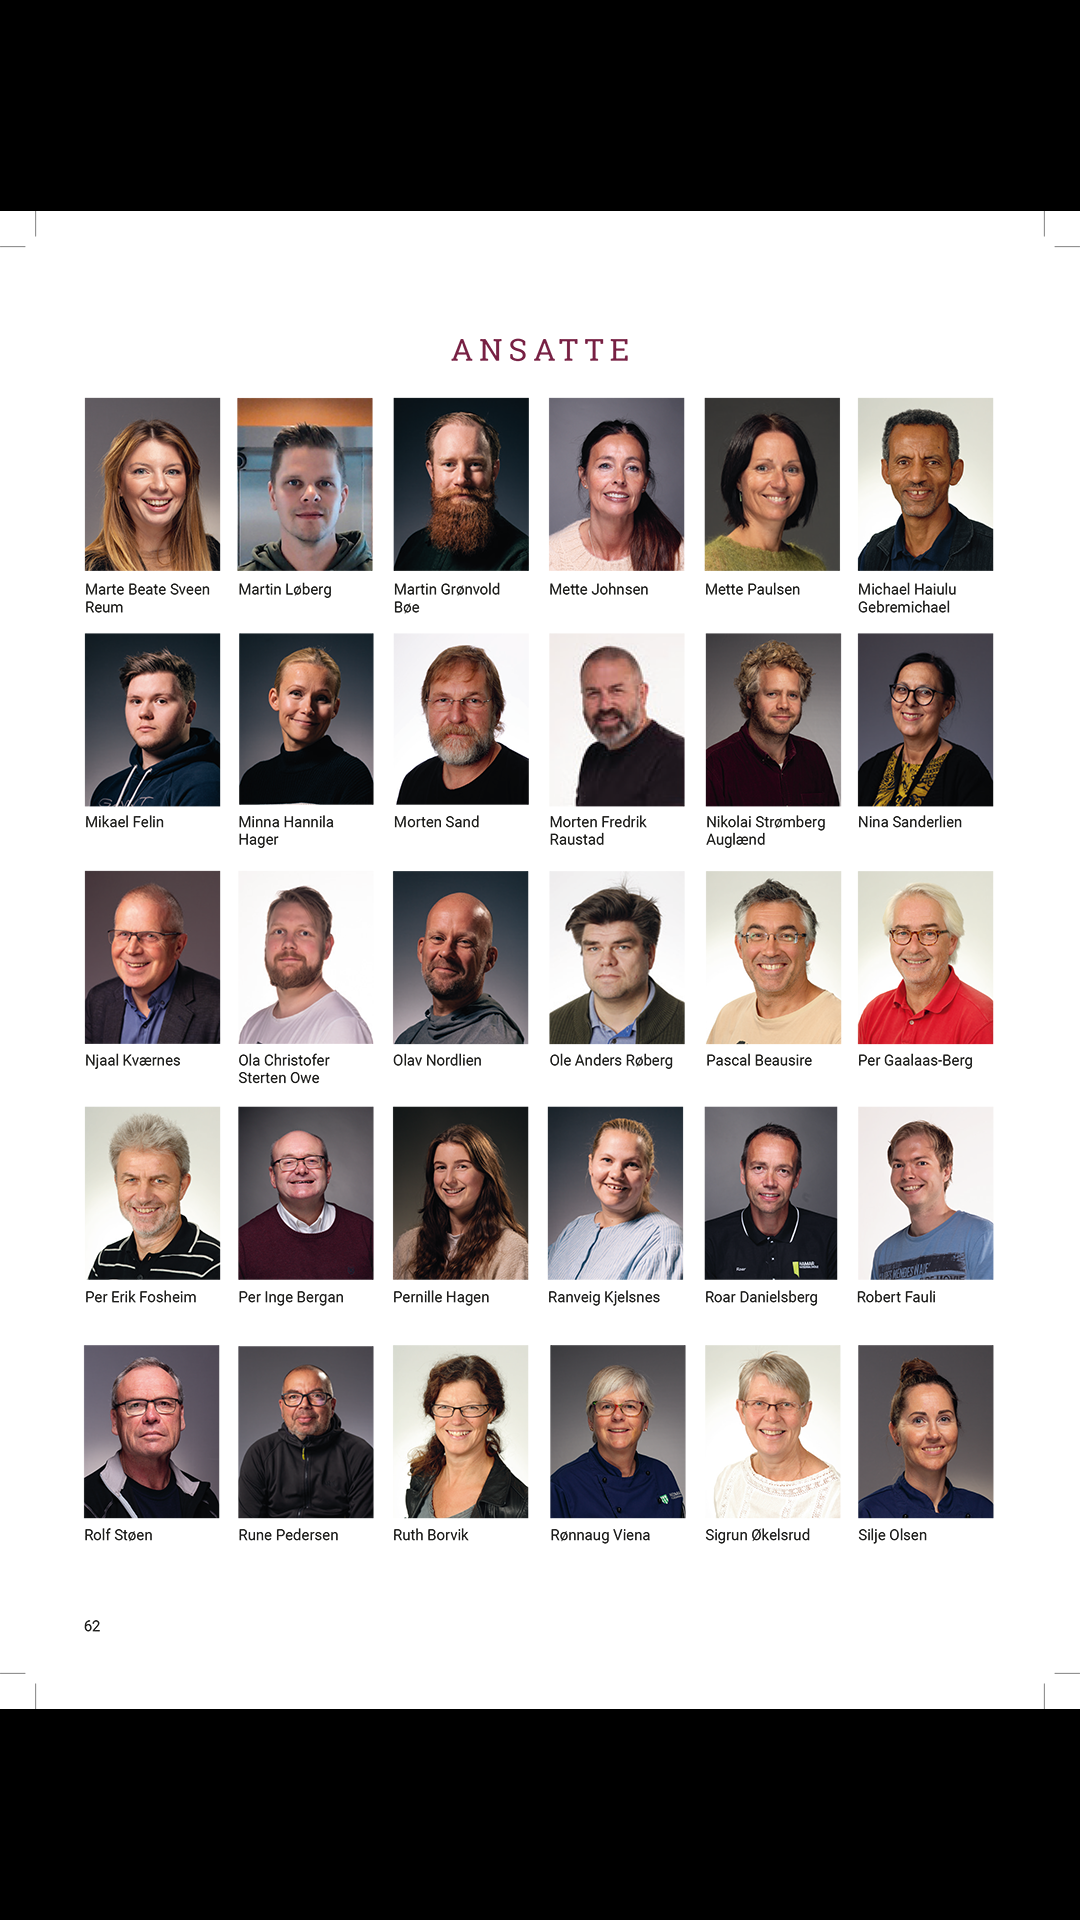 ANSATTE
Marte Beate Sveen
Reum
Martin Løberg
Martin Grønvold
Bøe
Mette Johnsen
Mette Paulsen
Michael Haiulu
Gebremichael
Mikael Felin
Minna Hannila
Hager
Morten Sand
Morten Fredrik
Raustad
Nikolai Strømberg
Auglænd
Nina Sanderlien
Njaal Kværnes
Ola Christofer
Sterten Owe
Olav Nordlien
Ole Anders Røberg
Pascal Beausire
Per Gaalaas-Berg
Roar
HAMAR
Per Erik Fosheim
Per Inge Bergan
Pernille Hagen
Ranveig Kjelsnes
Roar Danielsberg
Robert Fauli
Rolf Støen
Rune Pedersen
Ruth Borvik
Rønnaug Viena
Sigrun Økelsrud
Silje Olsen
62